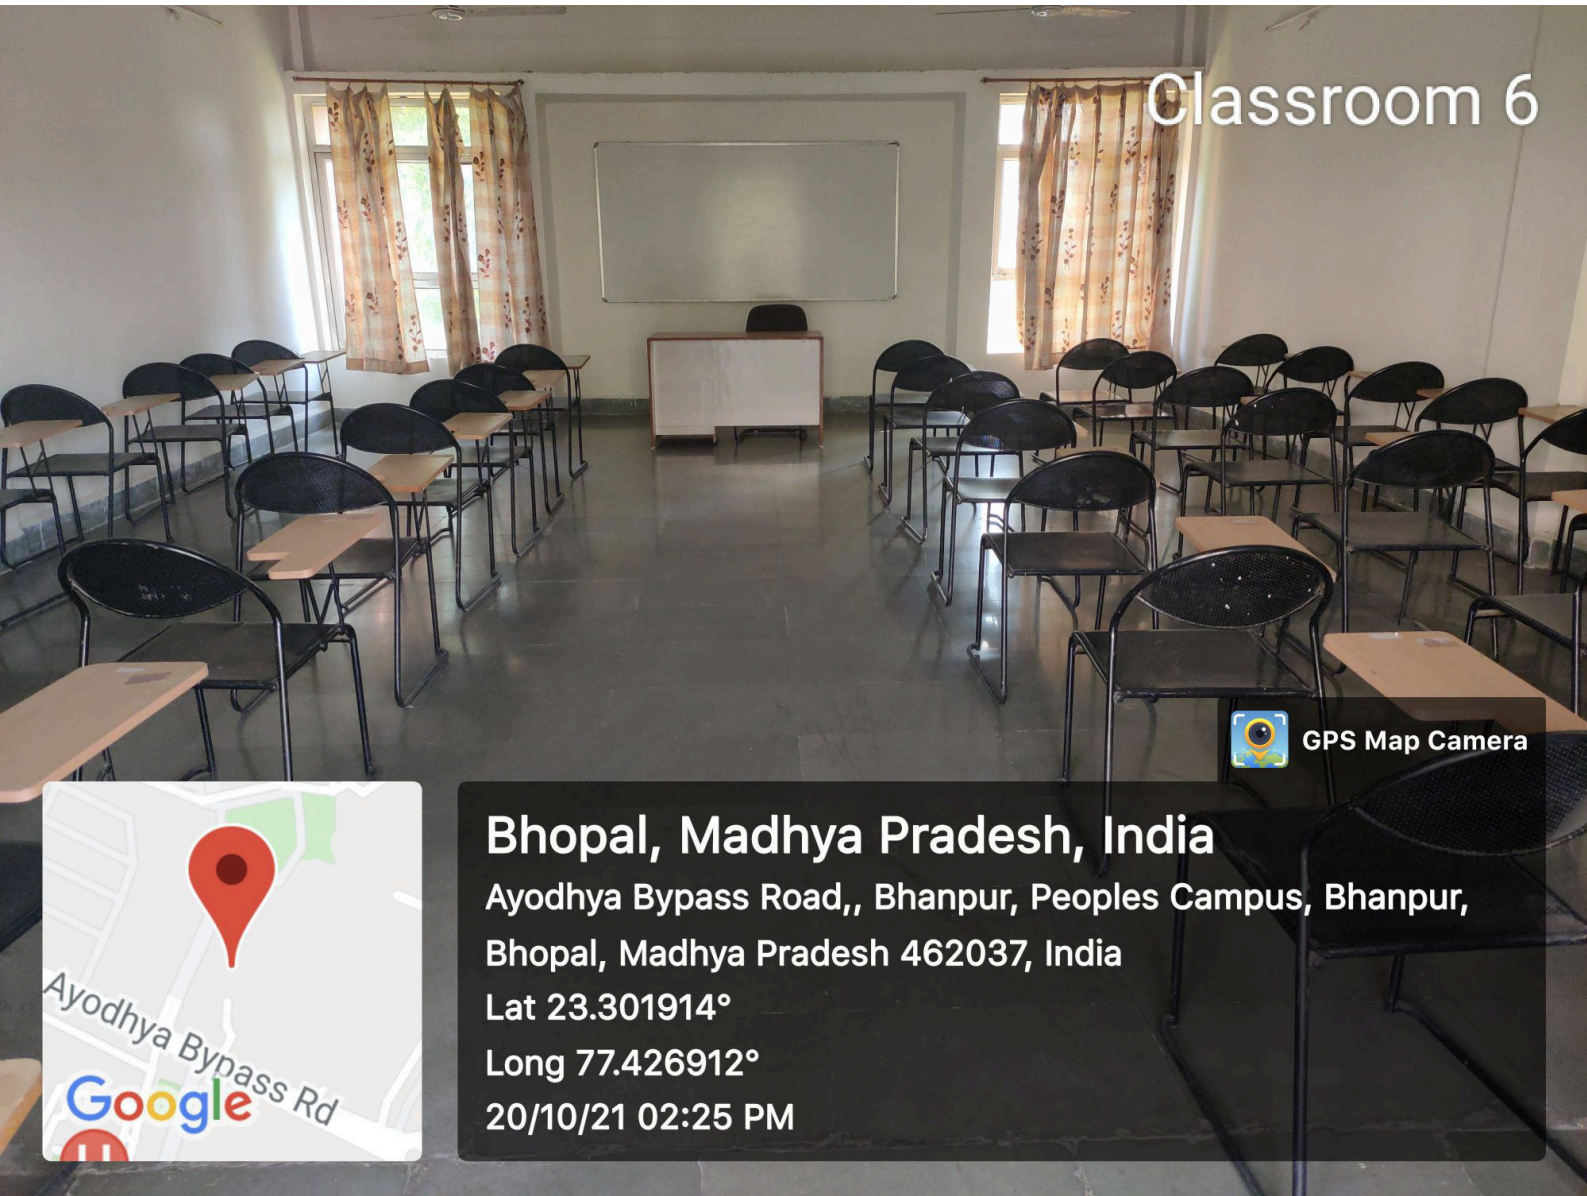 Classroom 6
GPS Map Camera
Bhopal, Madhya Pradesh, India
Ayodhya Bypass Road,, Bhanpur, Peoples Campus, Bhanpur,
Bhopal, Madhya Pradesh 462037, India
Lat 23.301914°
Long 77.426912°
20/10/21 02:25 PM
Ayodhya Bypass Rd
Google